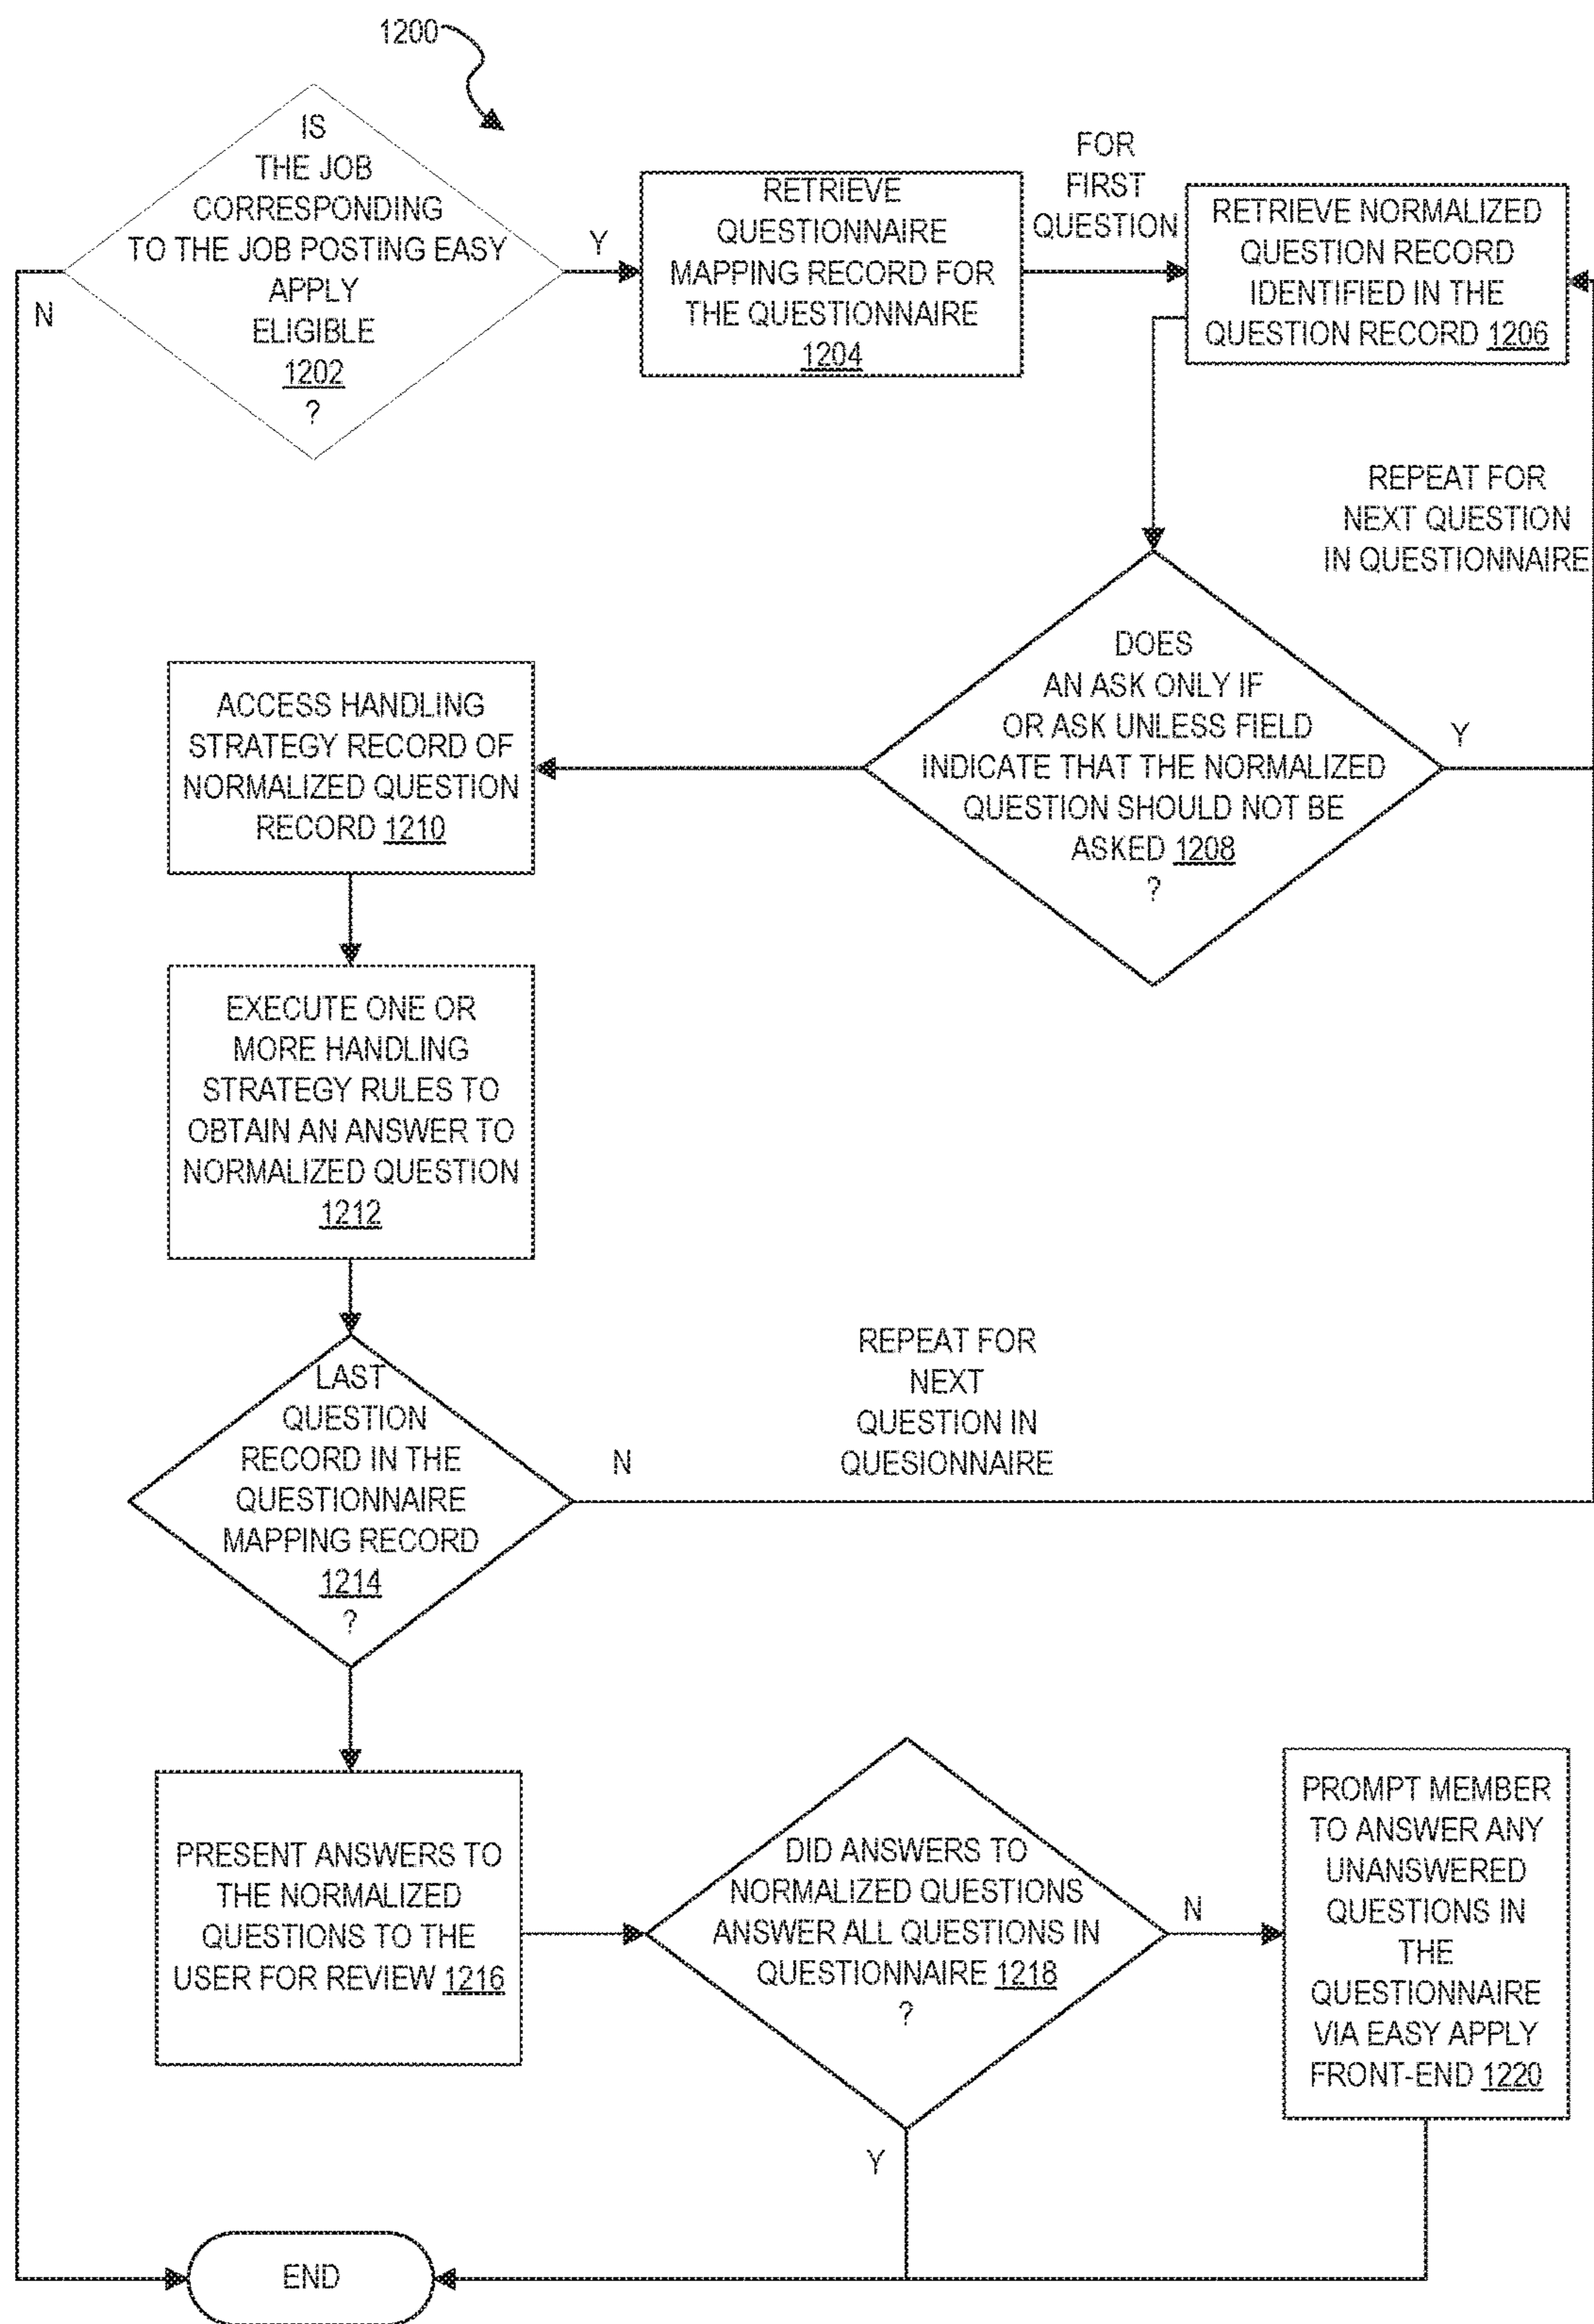 1200
IS
THE JOB
CORRESPONDING
TO THE JOB POSTING EASY
APPLY
ELIGIBLE
1202
?
N
Y
RETRIEVE
QUESTIONNAIRE
MAPPING RECORD FOR
THE QUESTIONNAIRE
1204
FOR
FIRST
QUESTION
RETRIEVE NORMALIZED
QUESTION RECORD
IDENTIFIED IN THE
QUESTION RECORD 1206
REPEAT FOR
NEXT QUESTION
IN QUESTIONNAIRE
DOES
AN ASK ONLY IF
OR ASK UNLESS FIELD
INDICATE THAT THE NORMALIZED
QUESTION SHOULD NOT BE
ASKED 1208
?
Y
ACCESS HANDLING
STRATEGY RECORD OF
NORMALIZED QUESTION
RECORD 1210
EXECUTE ONE OR
MORE HANDLING
STRATEGY RULES TO
OBTAIN AN ANSWER TO
NORMALIZED QUESTION
1212
LAST
QUESTION
RECORD IN THE
QUESTIONNAIRE
MAPPING RECORD
1214
?
N
REPEAT FOR
NEXT
QUESTION IN
QUESIONNAIRE
PRESENT ANSWERS TO
THE NORMALIZED
QUESTIONS TO THE
USER FOR REVIEW 1216
DID ANSWERS TO
NORMALIZED QUESTIONS
ANSWER ALL QUESTIONS IN
QUESTIONNAIRE 1218
?
N
Y
PROMPT MEMBER
TO ANSWER ANY
UNANSWERED
QUESTIONS IN
THE
QUESTIONNAIRE
VIA EASY APPLY
FRONT-END 1220
END